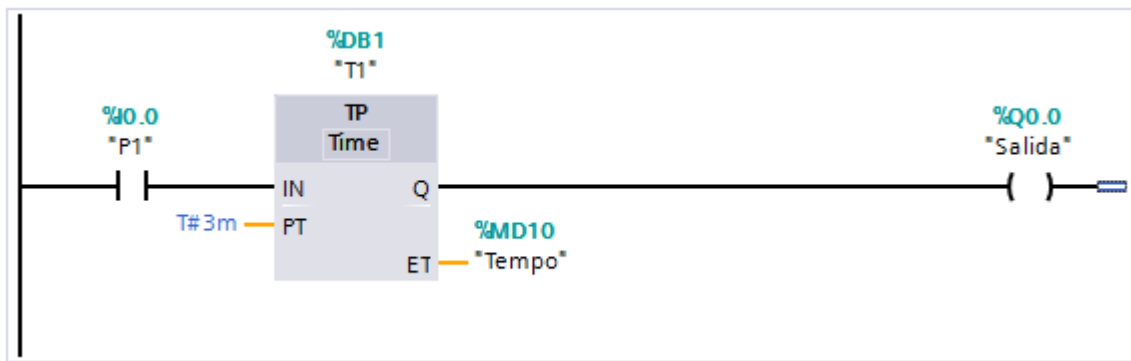 %DB1
"T1"
%I0.0
"P1"
TP
Time
%Q0.0
"Salida"
IN
Q
T#3m
PT
%MD10
ET
"Tempo"